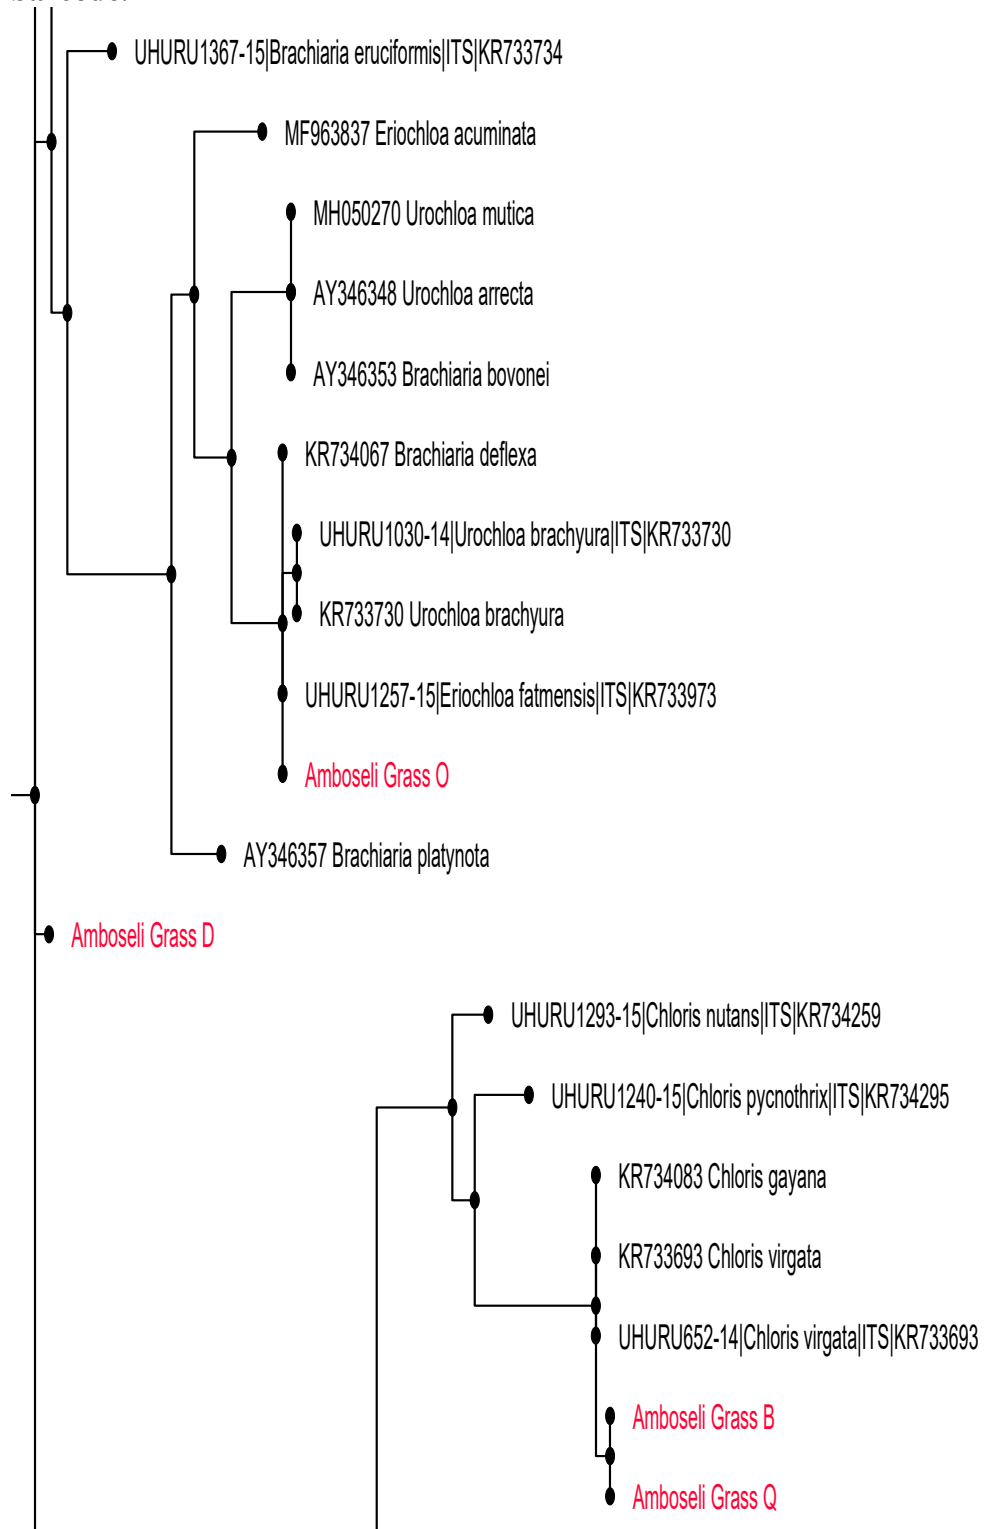 UHURU1367-15|Brachiaria eruciformis|ITS|KR733734
MF963837 Eriochloa acuminata
MH050270 Urochloa mutica
AY346348 Urochloa arrecta
AY346353 Brachiaria bovonei
KR734067 Brachiaria deflexa
UHURU1030-14|Urochloa brachyura|ITS|KR733730
KR733730 Urochloa brachyura
UHURU1257-15|Eriochloa fatmensis|ITS|KR733973
Amboseli Grass O
AY346357 Brachiaria platynota
Amboseli Grass D
UHURU1293-15|Chloris nutans|ITS|KR734259
UHURU1240-15|Chloris pycnothrix|ITS|KR734295
KR734083 Chloris gayana
KR733693 Chloris virgata
UHURU652-14|Chloris virgata|ITS|KR733693
Amboseli Grass B
Amboseli Grass Q